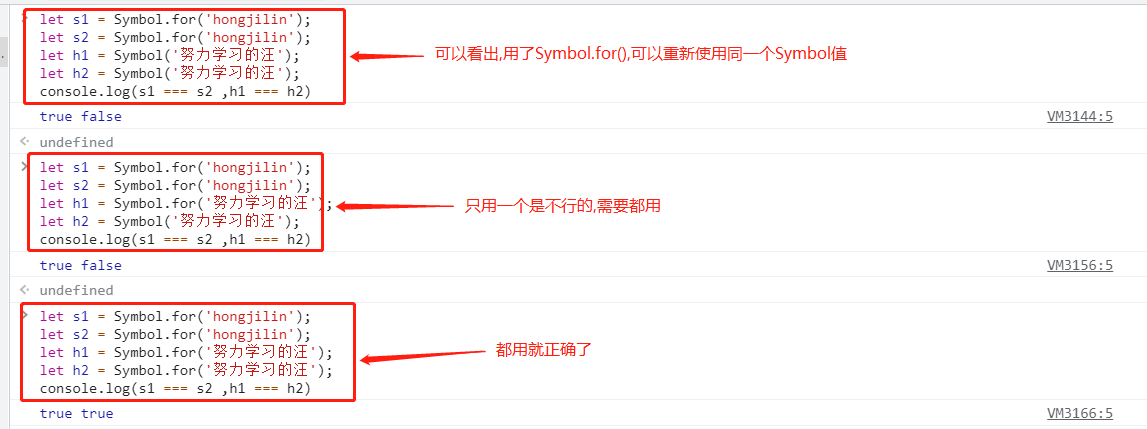 let s1 = Symbol.for('hongjilin');
let s2 = Symbol.for('hongjilin');
let h1 = Symbol('努力学习的汪');
let h2 = Symbol('努力学习的汪');
console.log(s1 === s2 ,h1 === h2)
可以看出,用了Symbol.for(),可以重新使用同一个Symbol值
true false VM3144:5
undefined
let s1 = Symbol.for('hongjilin');
let s2 = Symbol.for('hongjilin');
let h1 = Symbol.for('努力学习的汪');
let h2 = Symbol('努力学习的汪');
console.log(s1 === s2 ,h1 === h2)
只用一个是不行的,需要都用
true false VM3156:5
undefined
let s1 = Symbol.for('hongjilin');
let s2 = Symbol.for('hongjilin');
let h1 = Symbol.for('努力学习的汪');
let h2 = Symbol.for('努力学习的汪');
console.log(s1 === s2 ,h1 === h2)
都用就正确了
true true VM3166:5